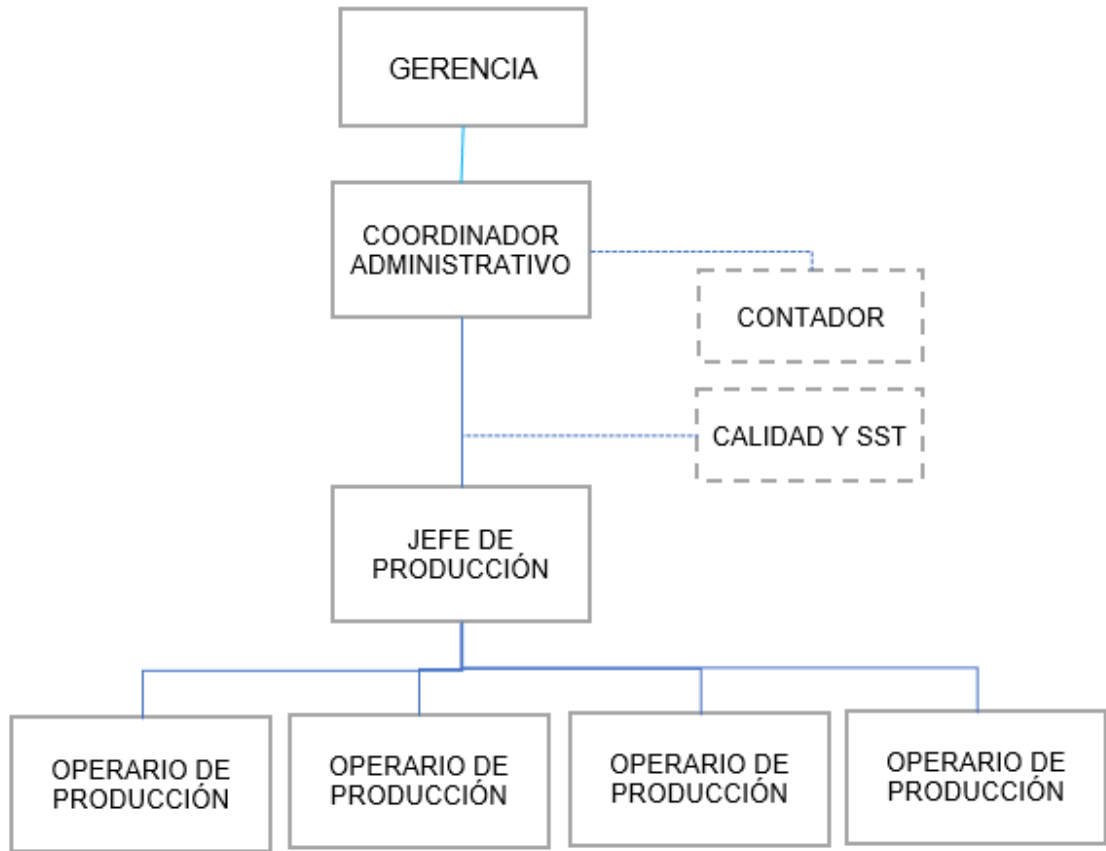 GERENCIA
COORDINADOR
ADMINISTRATIVO
CONTADOR
CALIDAD Y SST
JEFE DE
PRODUCCIÓN
OPERARIO DE
PRODUCCIÓN
OPERARIO DE
PRODUCCIÓN
OPERARIO DE
PRODUCCIÓN
OPERARIO DE
PRODUCCIÓN